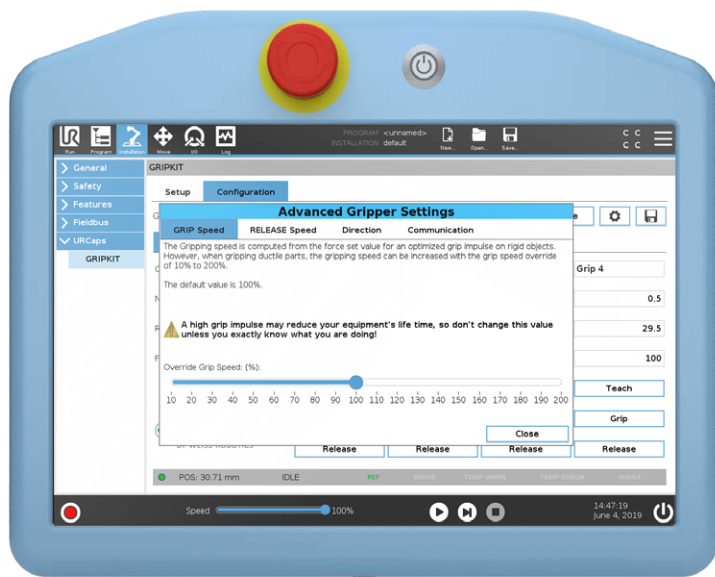 UR
Run
Program
Installation
Move
I/O
Log
PROGRAM <unnamed>
INSTALLATION default
New...
Open...
Save...
C C
C C
General
Safety
Features
Fieldbus
URCaps
GRIPKIT
GRIPKIT
Setup
Configuration
Advanced Gripper Settings
GRIP Speed
RELEASE Speed
Direction
Communication
The Gripping speed is computed from the force set value for an optimized grip impulse on rigid objects.
However, when gripping ductile parts, the gripping speed can be increased with the grip speed override
of 10% to 200%.
The default value is 100%.
A high grip impulse may reduce your equipment's life time, so don't change this value
unless you exactly know what you are doing!
Override Grip Speed: (%):
10 20 30 40 50 60 70 80 90 100 110 120 130 140 150 160 170 180 190 200
Close
Grip 4
0.5
29.5
100
Teach
Grip
BY WEISS ROBOTICS
Release
Release
Release
Release
POS: 30.71 mm
IDLE
REF
ERROR
TEMP WARN
TEMP ERROR
MAINT
Speed
100%
14:47:19
June 4, 2019